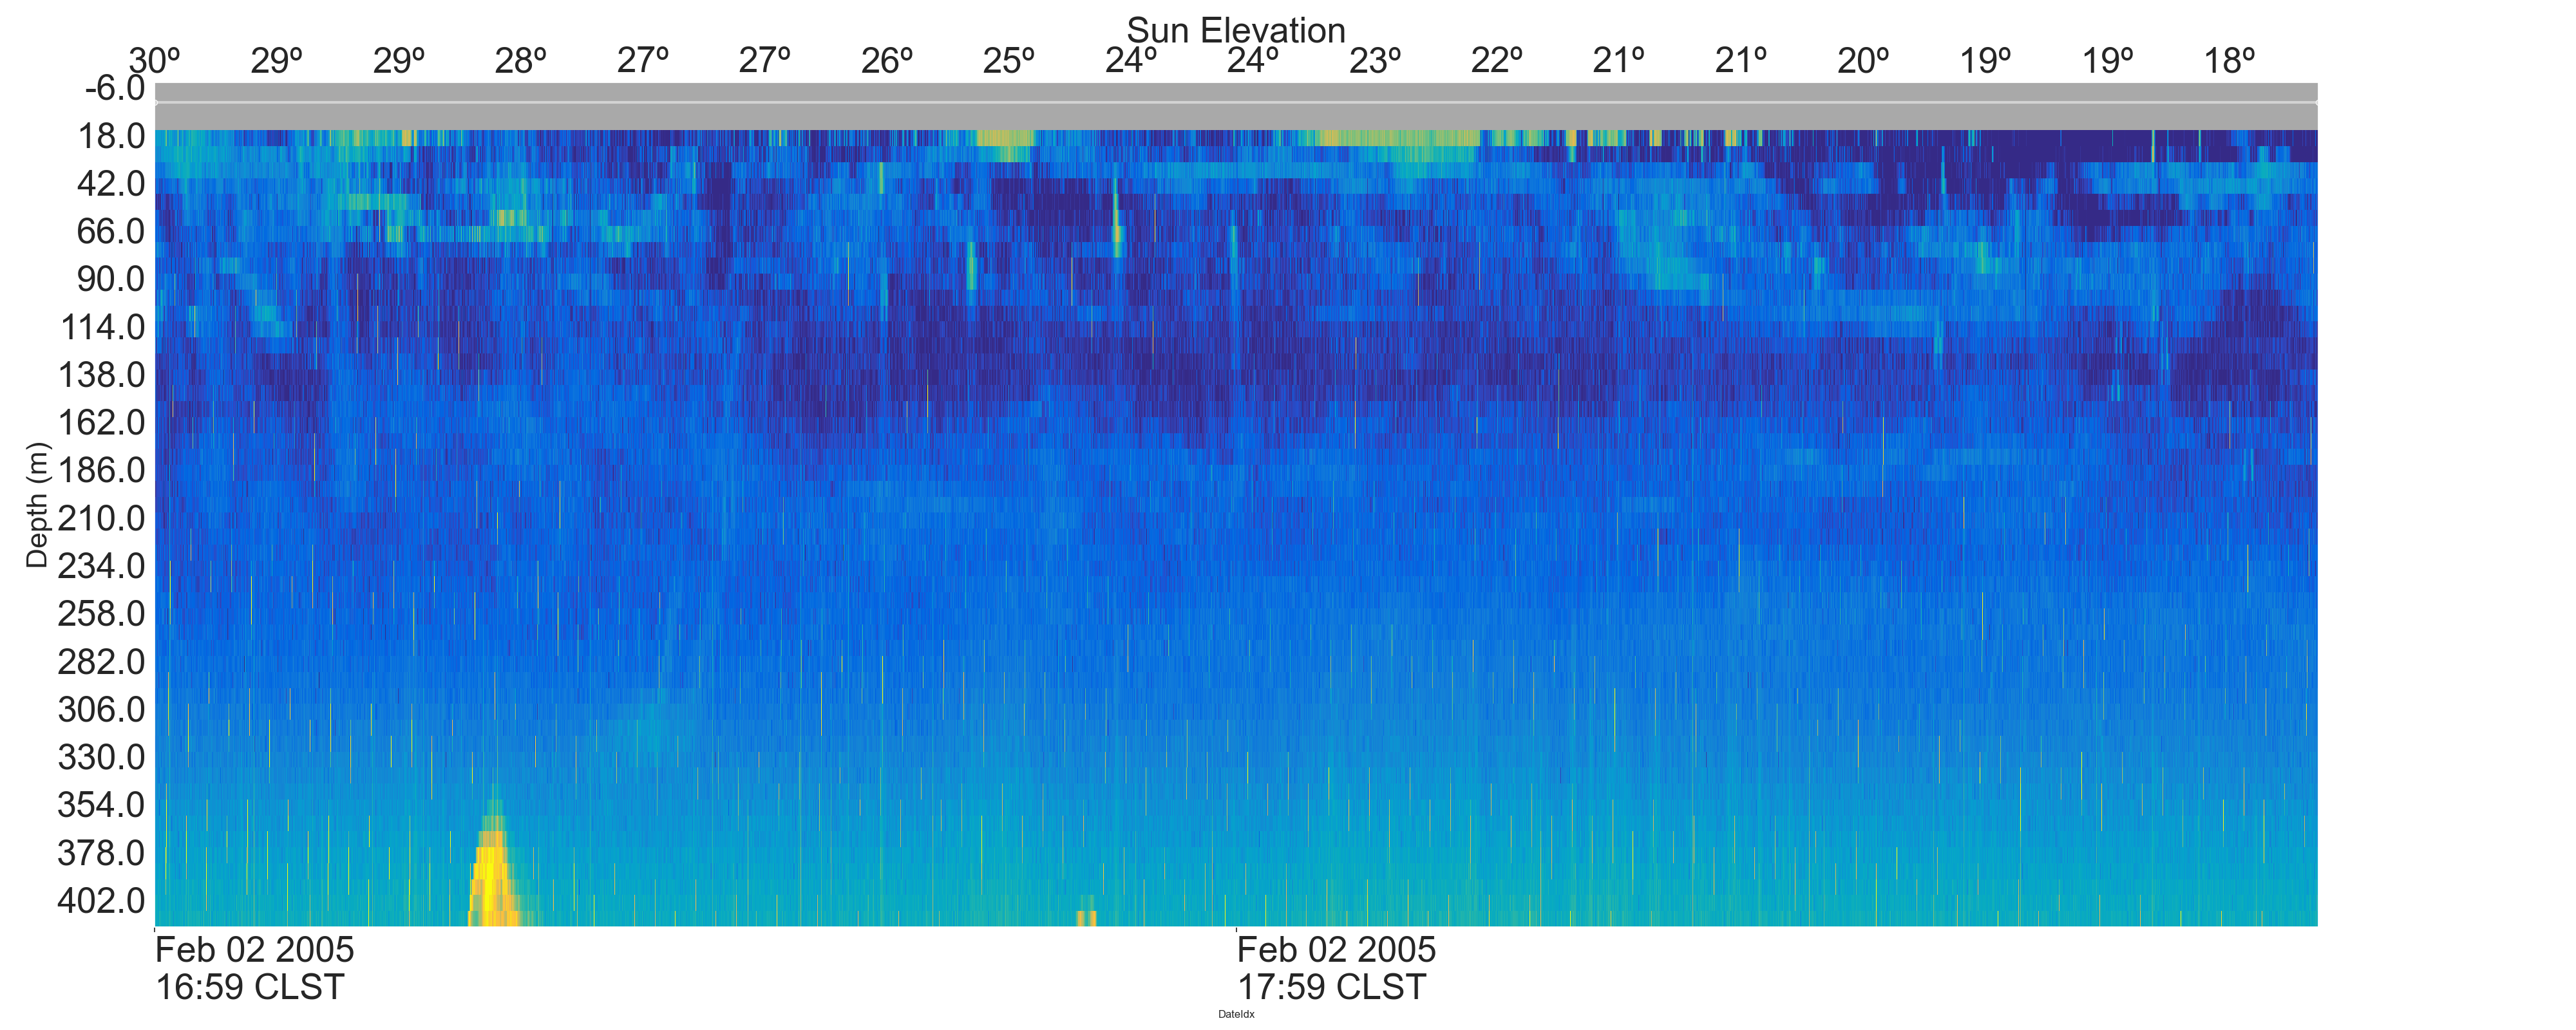 Sun Elevation
30º 29º 29º 28º 27º 27º 26º 25º 24º 24º 23º 22º 21º 21º 20º 19º 19º 18º
-6.0
18.0
42.0
66.0
90.0
114.0
138.0
162.0
186.0
210.0
234.0
258.0
282.0
306.0
330.0
354.0
378.0
402.0
Depth (m)
Feb 02 2005
16:59 CLST
Feb 02 2005
17:59 CLST
DateIdx